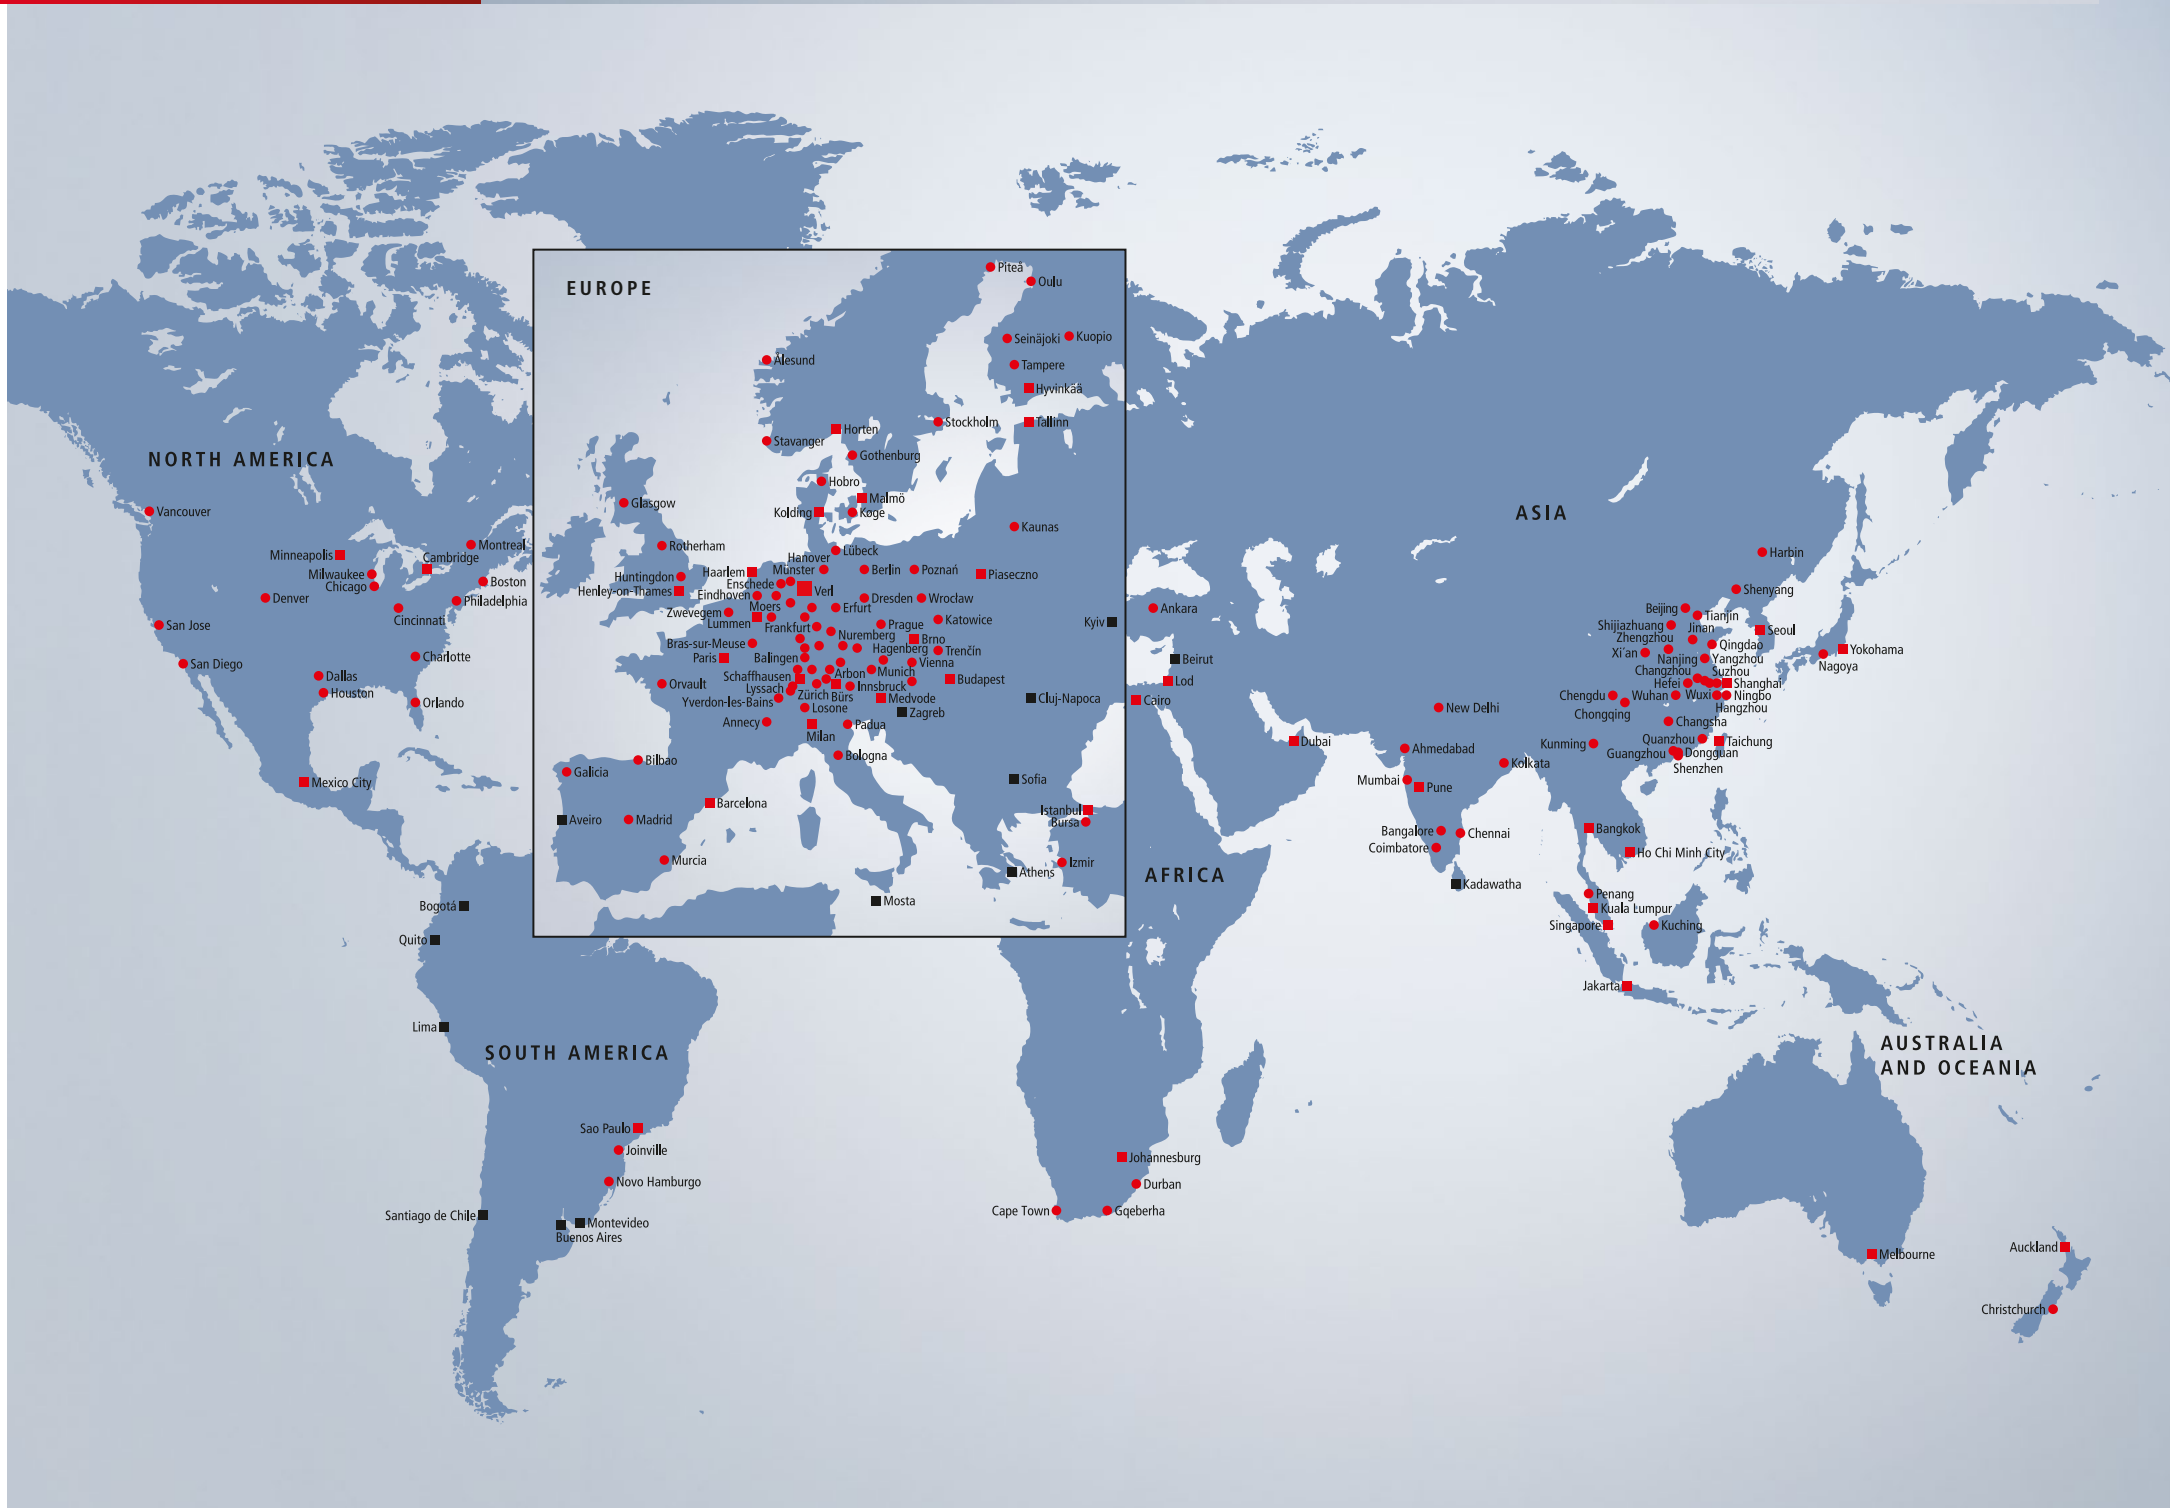 EUROPE
Piteå
Oulu
Seinäjoki
Kuopio
Ålesund
Tampere
Hyvinkää
Stockholm
Tallinn
Horten
Stavanger
Gothenburg
Hobro
Malmö
Glasgow
Kolding
Køge
Kaunas
Rotherham
Lübeck
Hanover
Haarlem
Münster
Berlin
Poznań
Piaseczno
Huntingdon
Enschede
Henley-on-Thames
Verl
Eindhoven
Dresden
Wrocław
Moers
Erfurt
Zwevegem
Lummen
Katowice
Kyiv
Frankfurt
Prague
Nuremberg
Brno
Bras-sur-Meuse
Hagenberg
Trenčín
Paris
Balingen
Vienna
Schaffhausen
Arbon
Munich
Budapest
Orvault
Lyssach
Innsbruck
Zürich
Bürs
Medvode
Cluj-Napoca
Yverdon-les-Bains
Losone
Zagreb
Annecy
Padua
Milan
Bilbao
Bologna
Galicia
Sofia
Barcelona
Istanbul
Aveiro
Madrid
Bursa
Murcia
Izmir
Athens
Mosta
NORTH AMERICA
Vancouver
Montreal
Minneapolis
Cambridge
Milwaukee
Chicago
Boston
Denver
Philadelphia
Cincinnati
San Jose
Charlotte
San Diego
Dallas
Houston
Orlando
Mexico City
SOUTH AMERICA
Bogotá
Quito
Lima
Sao Paulo
Joinville
Novo Hamburgo
Santiago de Chile
Montevideo
Buenos Aires
AFRICA
Cairo
Johannesburg
Durban
Cape Town
Gqeberha
ASIA
Harbin
Shenyang
Ankara
Beijing
Tianjin
Shijiazhuang
Jinan
Seoul
Zhengzhou
Qingdao
Yokohama
Xi´an
Nanjing
Yangzhou
Nagoya
Beirut
Changzhou
Suzhou
Lod
Hefei
Shanghai
Chengdu
Wuhan
Wuxi
Ningbo
Hangzhou
Chongqing
New Delhi
Changsha
Dubai
Quanzhou
Taichung
Kunming
Ahmedabad
Guangzhou
Dongguan
Kolkata
Shenzhen
Mumbai
Pune
Bangkok
Bangalore
Chennai
Coimbatore
Ho Chi Minh City
Kadawatha
Penang
Kuala Lumpur
Singapore
Kuching
Jakarta
AUSTRALIA
AND OCEANIA
Auckland
Melbourne
Christchurch